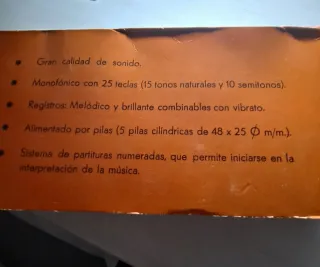 • Gran calidad de sonido.
• Monofónico con 25 teclas (15 tonos naturales y 10 semitonos).
• Registros: Melódico y brillante combinables con vibrato.
• Alimentado por pilas (5 pilas cilíndricas de 48 x 25 Ø m/m.).
• Sistema de partituras numeradas, que permite iniciarse en la
interpretación de la música.